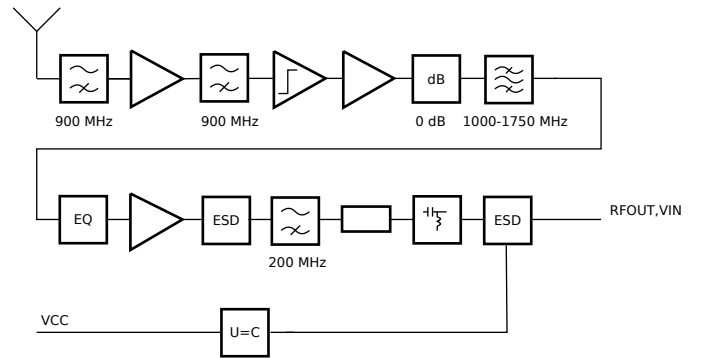 dB
900 MHz
900 MHz
0 dB
1000-1750 MHz
EQ
ESD
ESD
RFOUT,VIN
200 MHz
VCC
U=C